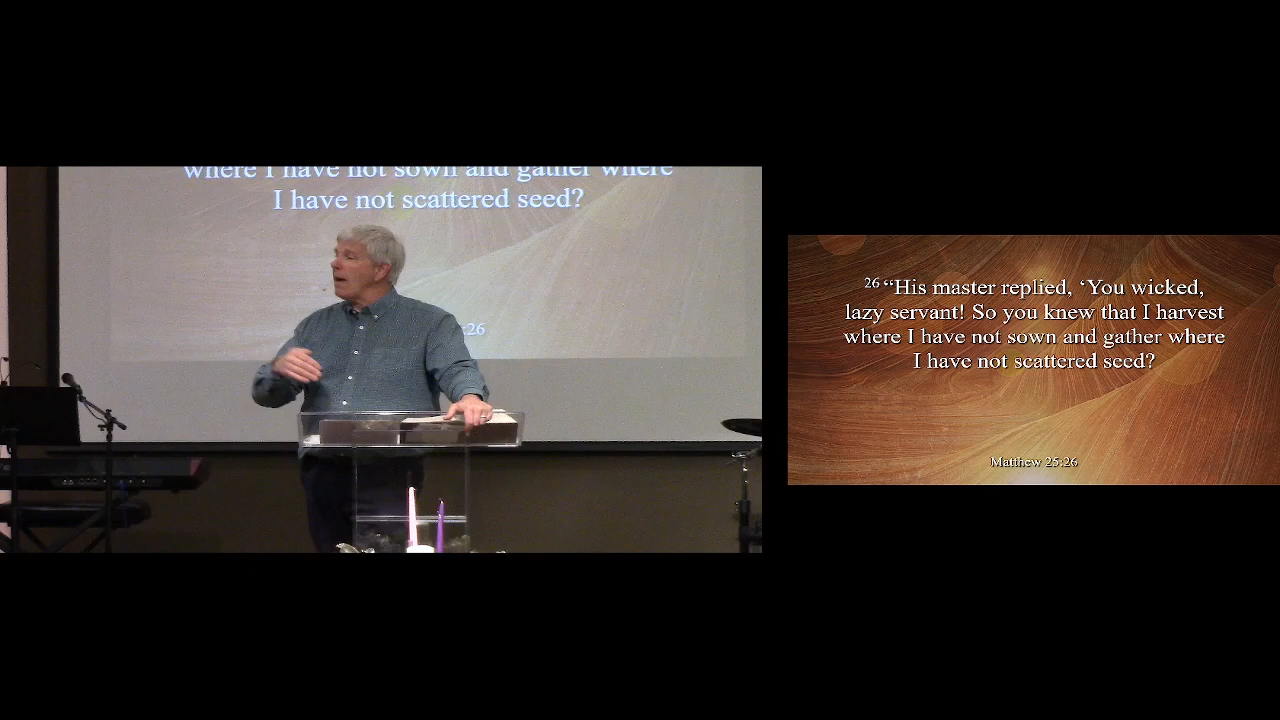 where I have not sown and gather where
I have not scattered seed?
:26
26 “His master replied, ‘You wicked,
lazy servant! So you knew that I harvest
where I have not sown and gather where
I have not scattered seed?
Matthew 25:26